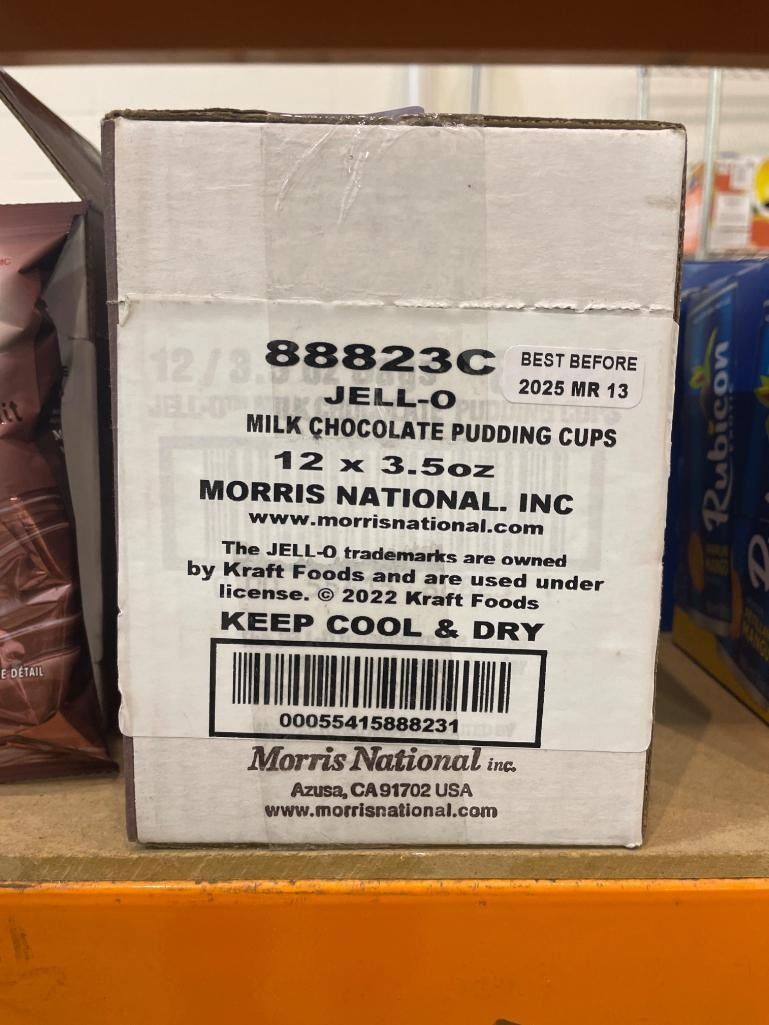 88823C
BEST BEFORE
2025 MR 13
JELL-O
MILK CHOCOLATE PUDDING CUPS
12 x 3.5oz
MORRIS NATIONAL. INC
www.morrisnational.com
The JELL-O trademarks are owned
by Kraft Foods and are used under
license. © 2022 Kraft Foods
KEEP COOL & DRY
00055415888231
Morris National inc.
Azusa, CA 91702 USA
www.morrisnational.com
E DÉTAIL
Rubicon